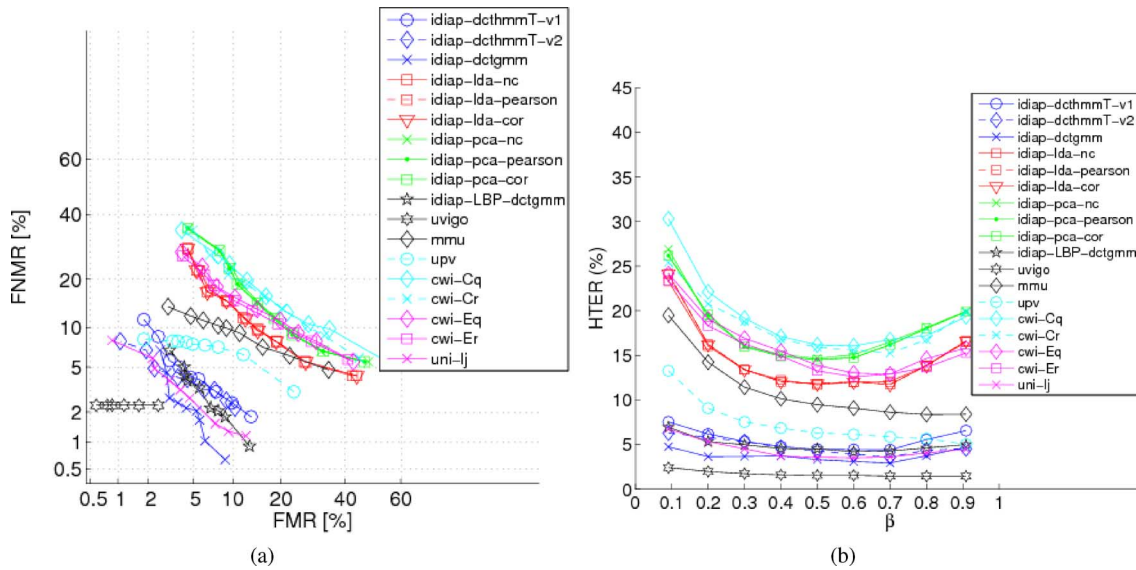 FNMR [%]
60
40
20
10
5
2
1
0.5
0.5 1 2 5 10 20 40 60
FMR [%]
idiap-dcthmmT-v1
idiap-dcthmmT-v2
idiap-dctgmm
idiap-lda-nc
idiap-lda-pearson
idiap-lda-cor
idiap-pca-nc
idiap-pca-pearson
idiap-pca-cor
idiap-LBP-dctgmm
uvigo
mmu
upv
cwi-Cq
cwi-Cr
cwi-Eq
cwi-Er
uni-lj
(a)
HTER (%)
45
40
35
30
25
20
15
10
5
0
0 0.1 0.2 0.3 0.4 0.5 0.6 0.7 0.8 0.9 1
β
idiap-dcthmmT-v1
idiap-dcthmmT-v2
idiap-dctgmm
idiap-lda-nc
idiap-lda-pearson
idiap-lda-cor
idiap-pca-nc
idiap-pca-pearson
idiap-pca-cor
idiap-LBP-dctgmm
uvigo
mmu
upv
cwi-Cq
cwi-Cr
cwi-Eq
cwi-Er
uni-lj
(b)